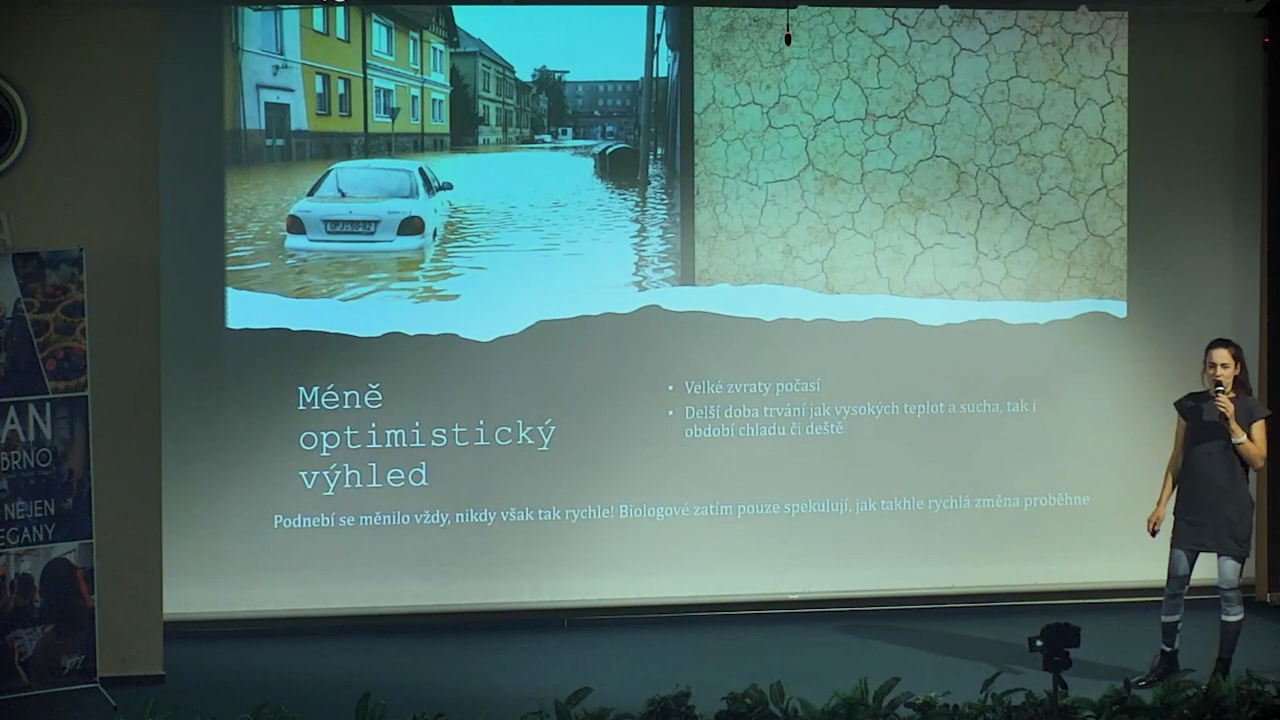 Méně
optimistický
výhled
• Velké zvraty počasí
• Delší doba trvání jak vysokých teplot a sucha, tak i
období chladu či deště
Podnebí se měnilo vždy, nikdy však tak rychle! Biologové zatím pouze spekulují, jak takhle rychlá změna proběhne
AN
BRNO
NEJEN
EGANY